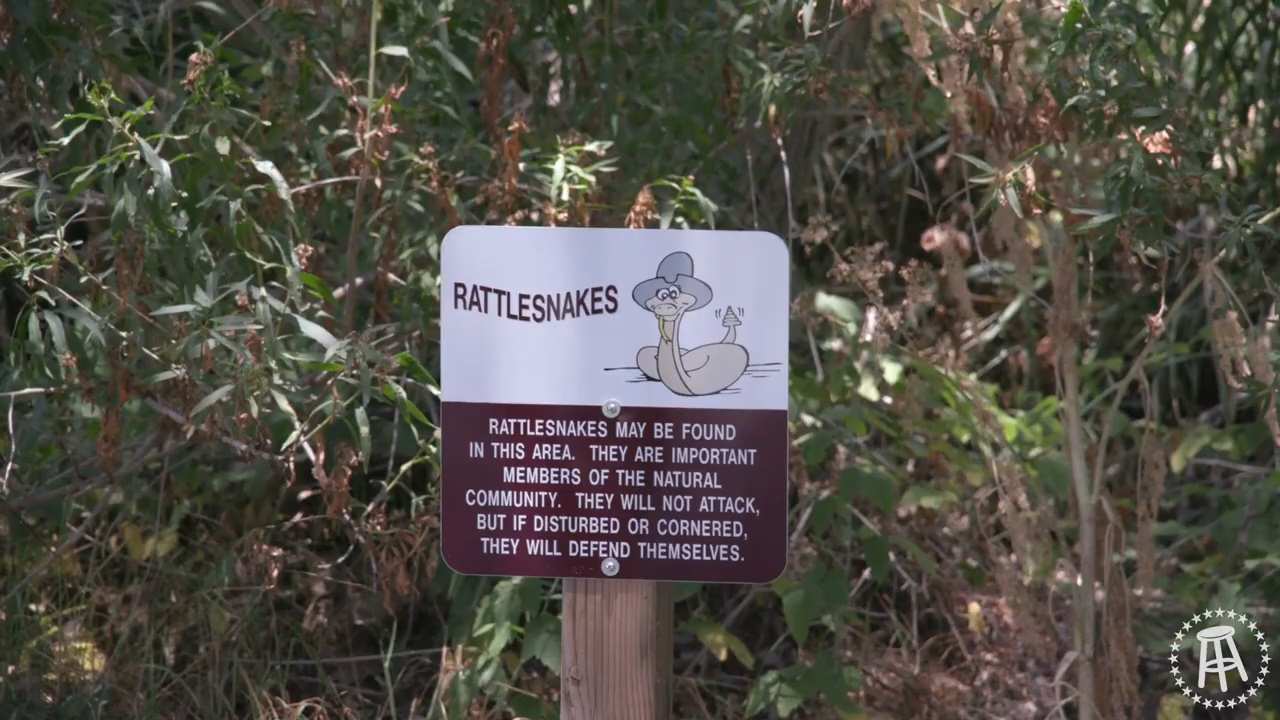 RATTLESNAKES
RATTLESNAKES MAY BE FOUND
IN THIS AREA. THEY ARE IMPORTANT
MEMBERS OF THE NATURAL
COMMUNITY. THEY WILL NOT ATTACK,
BUT IF DISTURBED OR CORNERED,
THEY WILL DEFEND THEMSELVES.